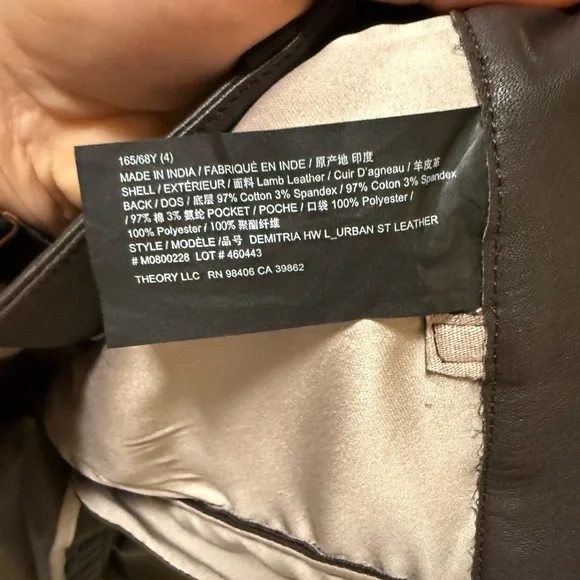 165/68Y (4)
MADE IN INDIA / FABRIQUÉ EN INDE / 原产地 印度
SHELL / EXTÉRIEUR / 面料 Lamb Leather / Cuir D'agneau / 羊皮革
BACK / DOS / 底层 97% Cotton 3% Spandex / 97% Coton 3% Spandex
/ 97% 棉 3% 氨纶 POCKET / POCHE / 口袋 100% Polyester /
100% Polyester / 100% 聚酯纤维
STYLE / MODÈLE / 品号 DEMITRIA HW L_URBAN ST LEATHER
# M0800228 LOT # 460443
THEORY LLC RN 98406 CA 39862